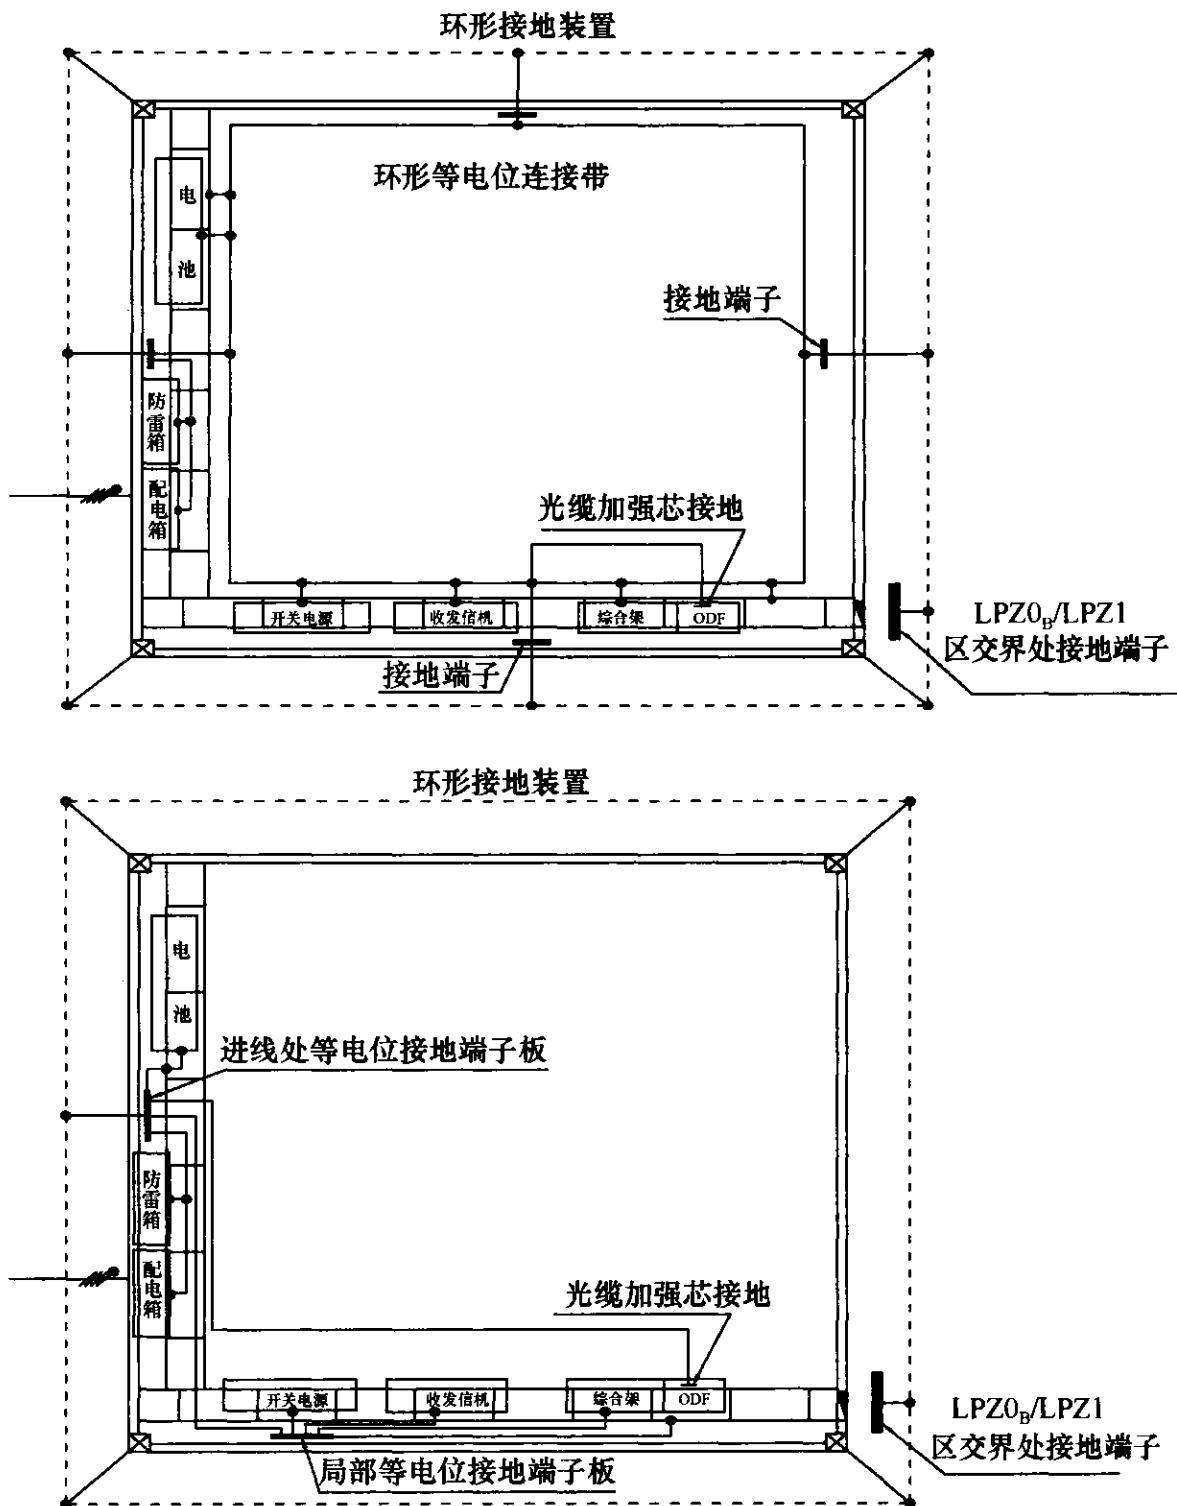 环形接地装置
环形等电位连接带
电
池
接地端子
防雷箱
配电箱
光缆加强芯接地
开关电源
收发信机
综合架
ODF
接地端子
LPZ0B/LPZ1
区交界处接地端子
环形接地装置
电
池
进线处等电位接地端子板
防雷箱
配电箱
光缆加强芯接地
开关电源
收发信机
综合架
ODF
局部等电位接地端子板
LPZ0B/LPZ1
区交界处接地端子